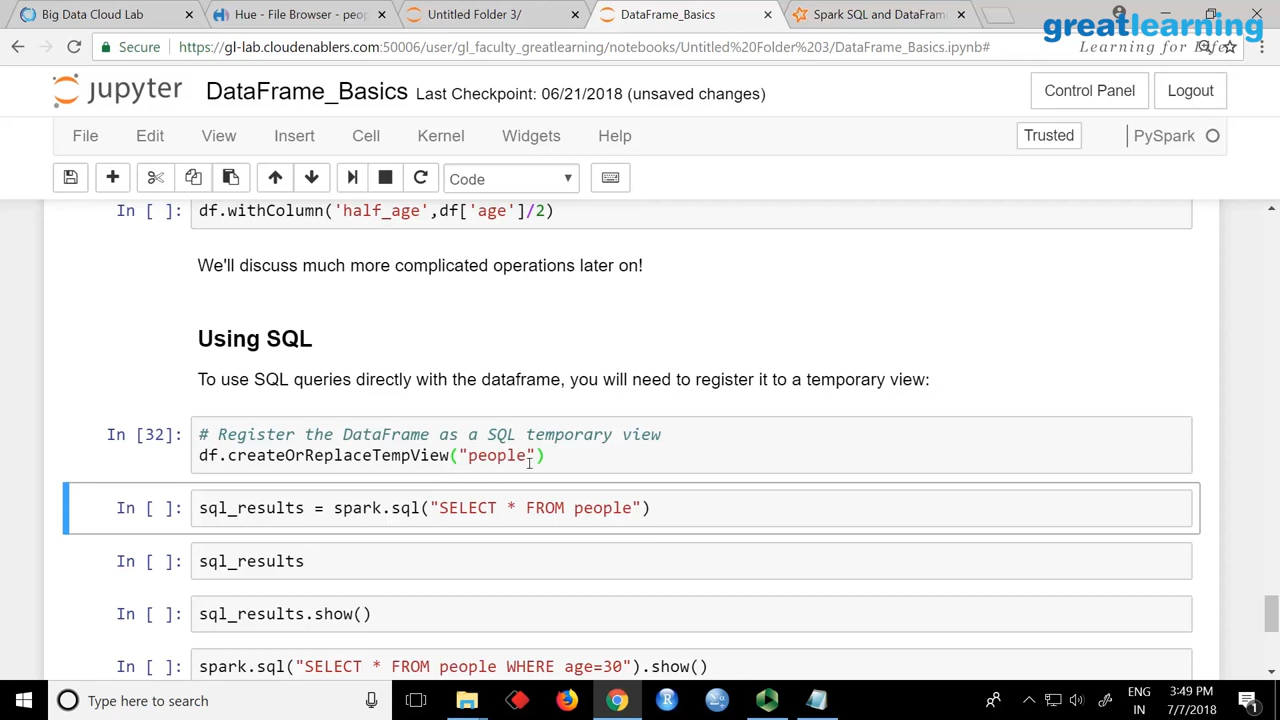 Big Data Cloud Lab
Hue - File Browser - peo
Untitled Folder 3/
DataFrame_Basics
Spark SQL and DataFram
greatlearning
Learning for Life
Secure
https://gl-lab.cloudenablers.com:50006/user/gl_faculty_greatlearning/notebooks/Untitled%20Folder%203/DataFrame_Basics.ipynb#
jupyter
DataFrame_Basics Last Checkpoint: 06/21/2018 (unsaved changes)
Control Panel
Logout
File Edit View Insert Cell Kernel Widgets Help
Trusted
PySpark
Code
In [ ]: df.withColumn('half_age',df['age']/2)
We'll discuss much more complicated operations later on!
Using SQL
To use SQL queries directly with the dataframe, you will need to register it to a temporary view:
In [32]: # Register the DataFrame as a SQL temporary view
df.createOrReplaceTempView("people")
In [ ]: sql_results = spark.sql("SELECT * FROM people")
In [ ]: sql_results
In [ ]: sql_results.show()
In [ ]: spark.sql("SELECT * FROM people WHERE age=30").show()
Type here to search
ENG
IN
3:49 PM
7/7/2018
1